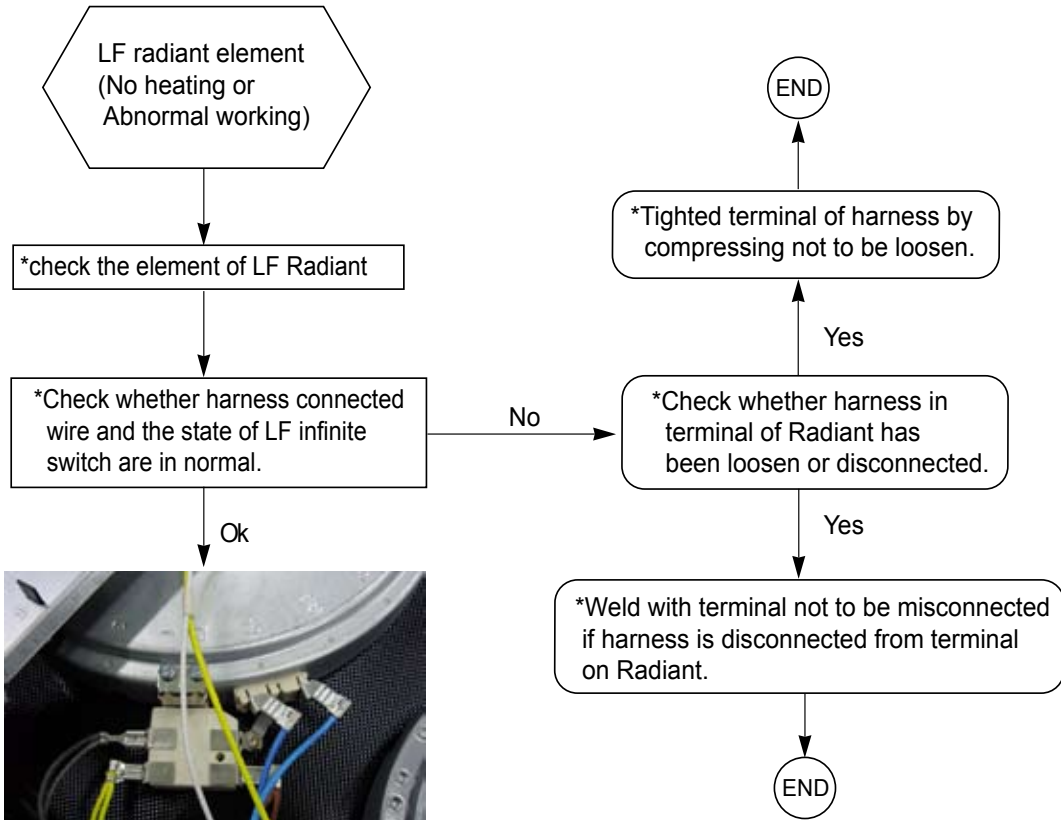 LF radiant element
(No heating or
Abnormal working)
*check the element of LF Radiant
*Check whether harness connected
wire and the state of LF infinite
switch are in normal.
Ok
No
END
*Tighted terminal of harness by
compressing not to be loosen.
Yes
*Check whether harness in
terminal of Radiant has
been loosen or disconnected.
Yes
*Weld with terminal not to be misconnected
if harness is disconnected from terminal
on Radiant.
END